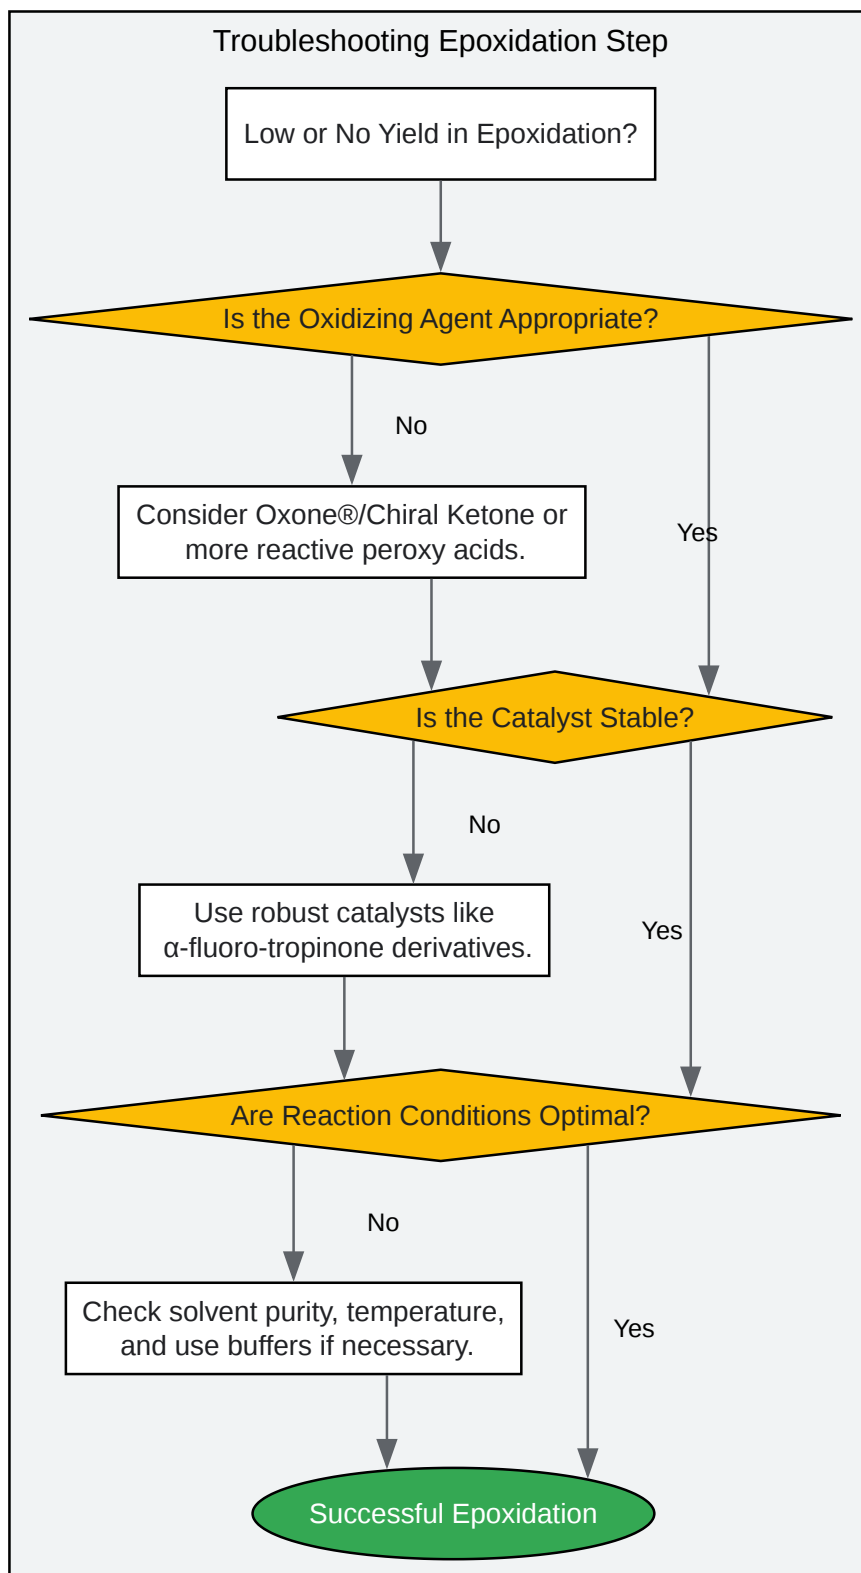 Troubleshooting Epoxidation Step
Low or No Yield in Epoxidation?
Is the Oxidizing Agent Appropriate?
No
Consider Oxone®/Chiral Ketone or
more reactive peroxy acids.
Yes
Is the Catalyst Stable?
No
Use robust catalysts like
α-fluoro-tropinone derivatives.
Yes
Are Reaction Conditions Optimal?
No
Check solvent purity, temperature,
and use buffers if necessary.
Yes
Successful Epoxidation